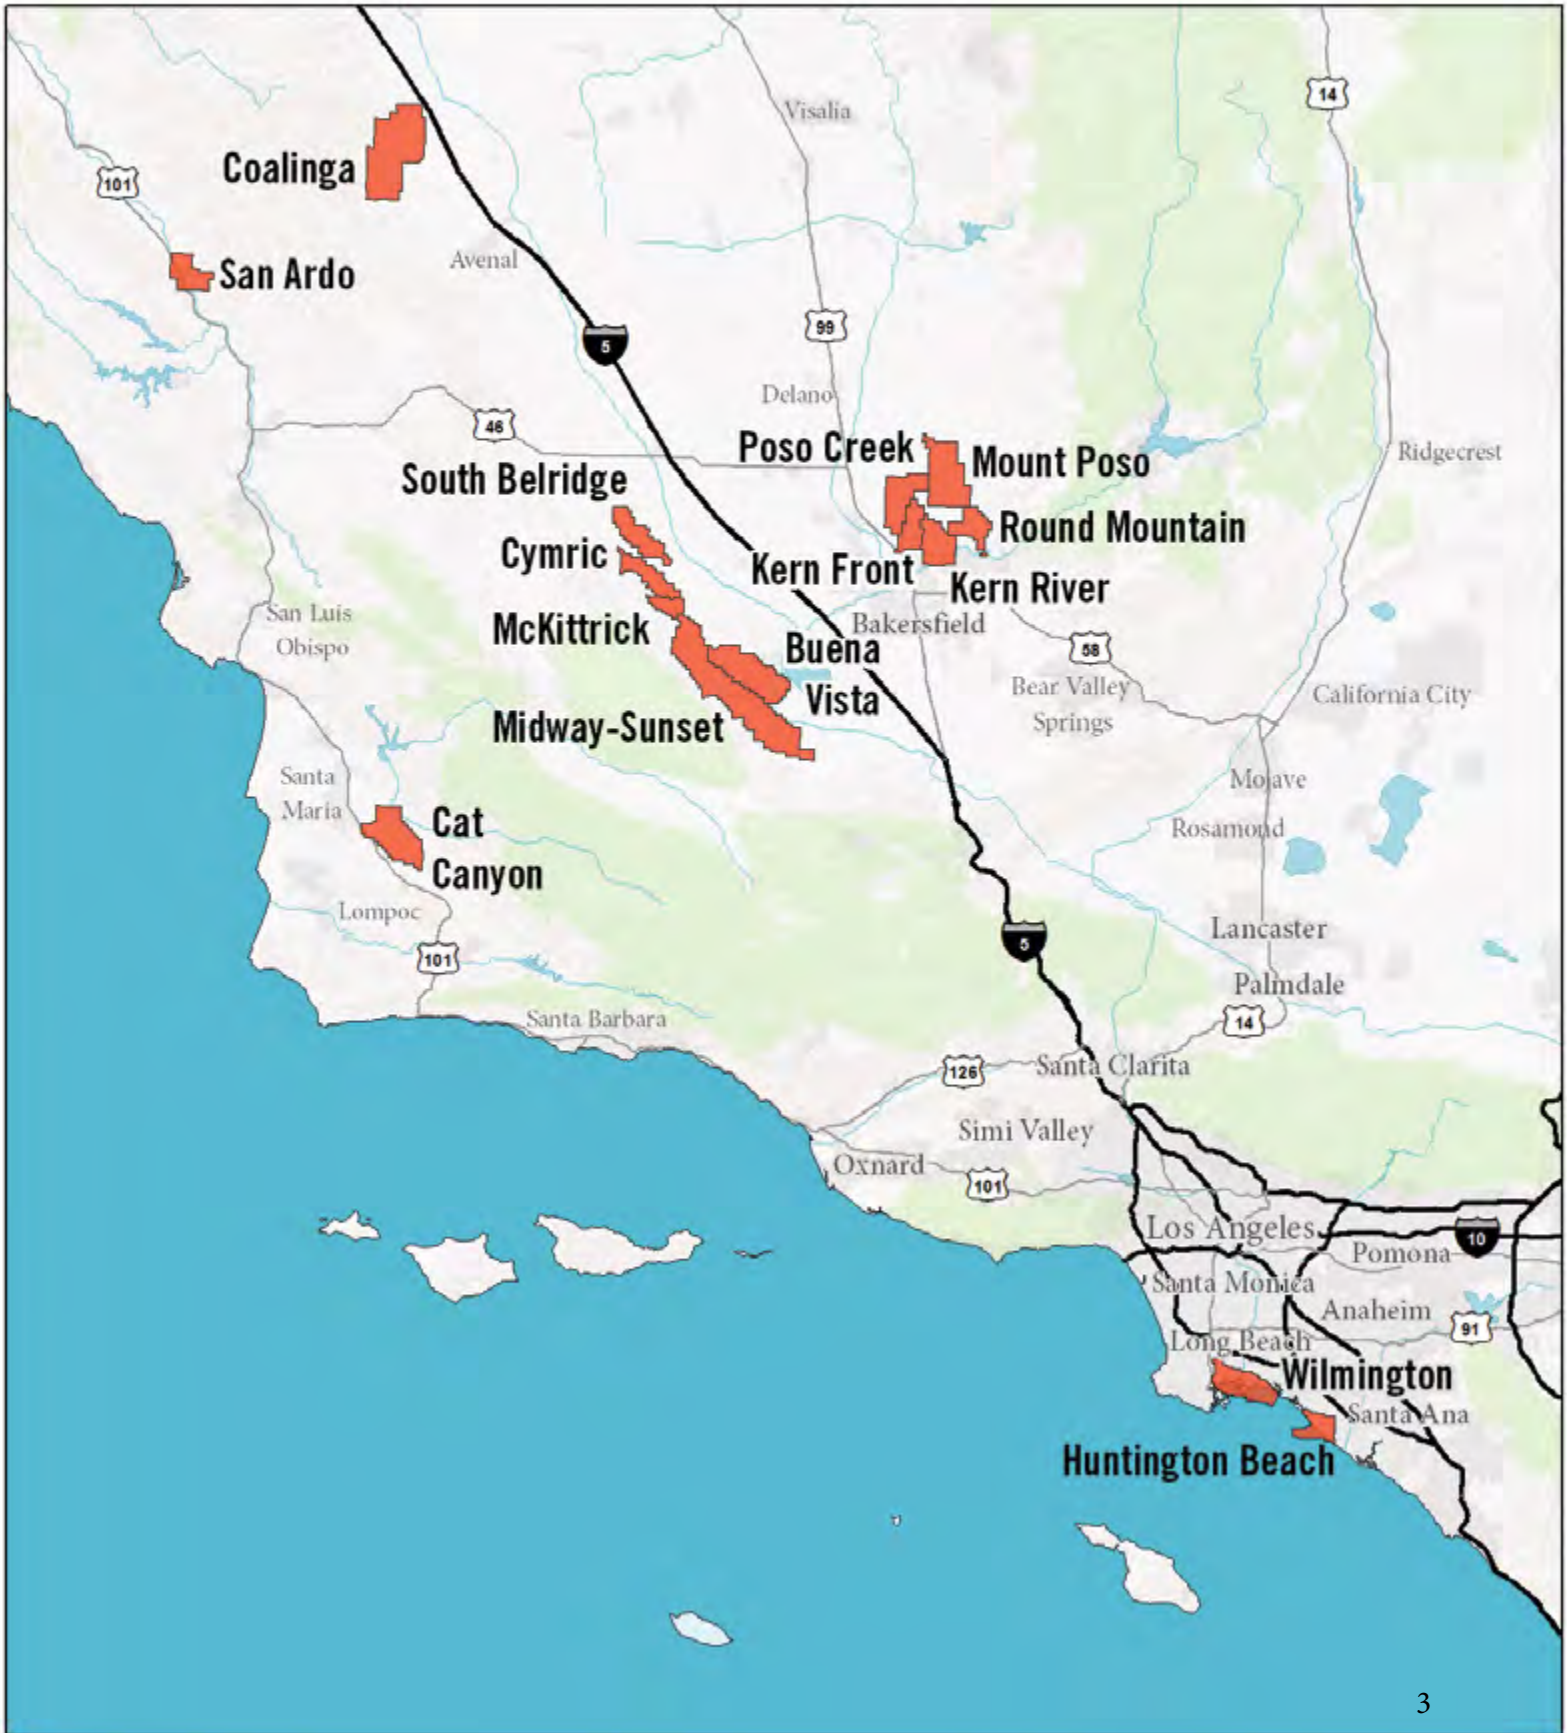 14
Visalia
Coalinga
101
Avenal
San Ardo
99
5
Delano
46
Poso Creek
Mount Poso
Ridgecrest
South Belridge
Round Mountain
Cymric
Kern Front
Kern River
San Luis
Obispo
McKittrick
Bakersfield
Buena
Vista
58
Bear Valley
Springs
California City
Midway-Sunset
Santa
Maria
Mojave
Cat
Canyon
Rosamond
Lompoc
Lancaster
5
101
Palmdale
Santa Barbara
14
126
Santa Clarita
Simi Valley
Oxnard
101
Los Angeles
10
Pomona
Santa Monica
Anaheim
91
Long Beach
Wilmington
Santa Ana
Huntington Beach
3